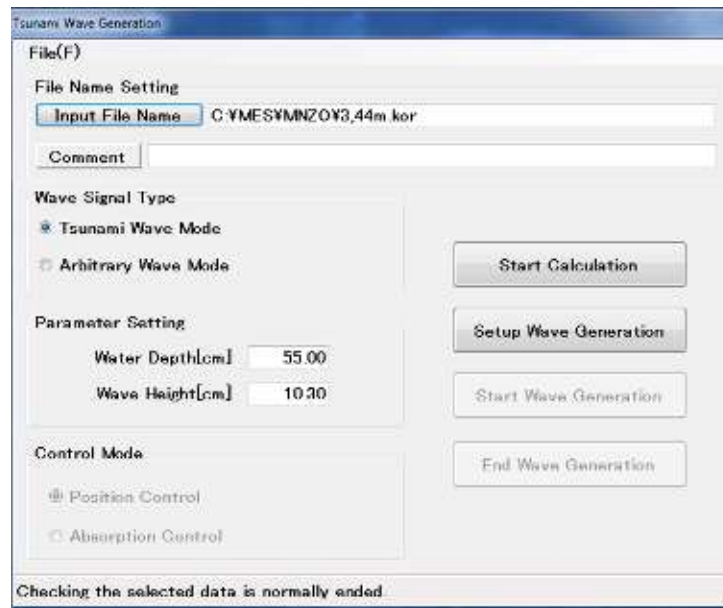 Tsunami Wave Generation
File(F)
File Name Setting
Input File Name C:¥MES¥MNZO¥3,44m.kor
Comment
Wave Signal Type
Tsunami Wave Mode
Arbitrary Wave Mode
Start Calculation
Parameter Setting
Setup Wave Generation
Water Depth[cm] 55.00
Wave Height[cm] 10.30
Start Wave Generation
Control Mode
End Wave Generation
Position Control
Absorption Control
Checking the selected data is normally ended.